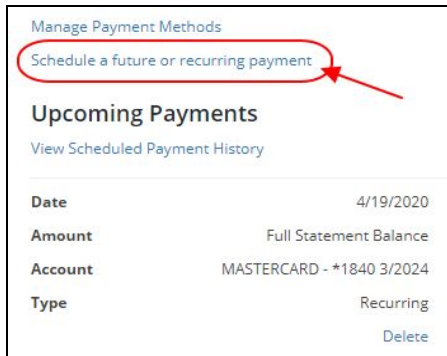 Manage Payment Methods
Schedule a future or recurring payment
Upcoming Payments
View Scheduled Payment History
Date 4/19/2020
Amount Full Statement Balance
Account MASTERCARD - *1840 3/2024
Type Recurring
Delete